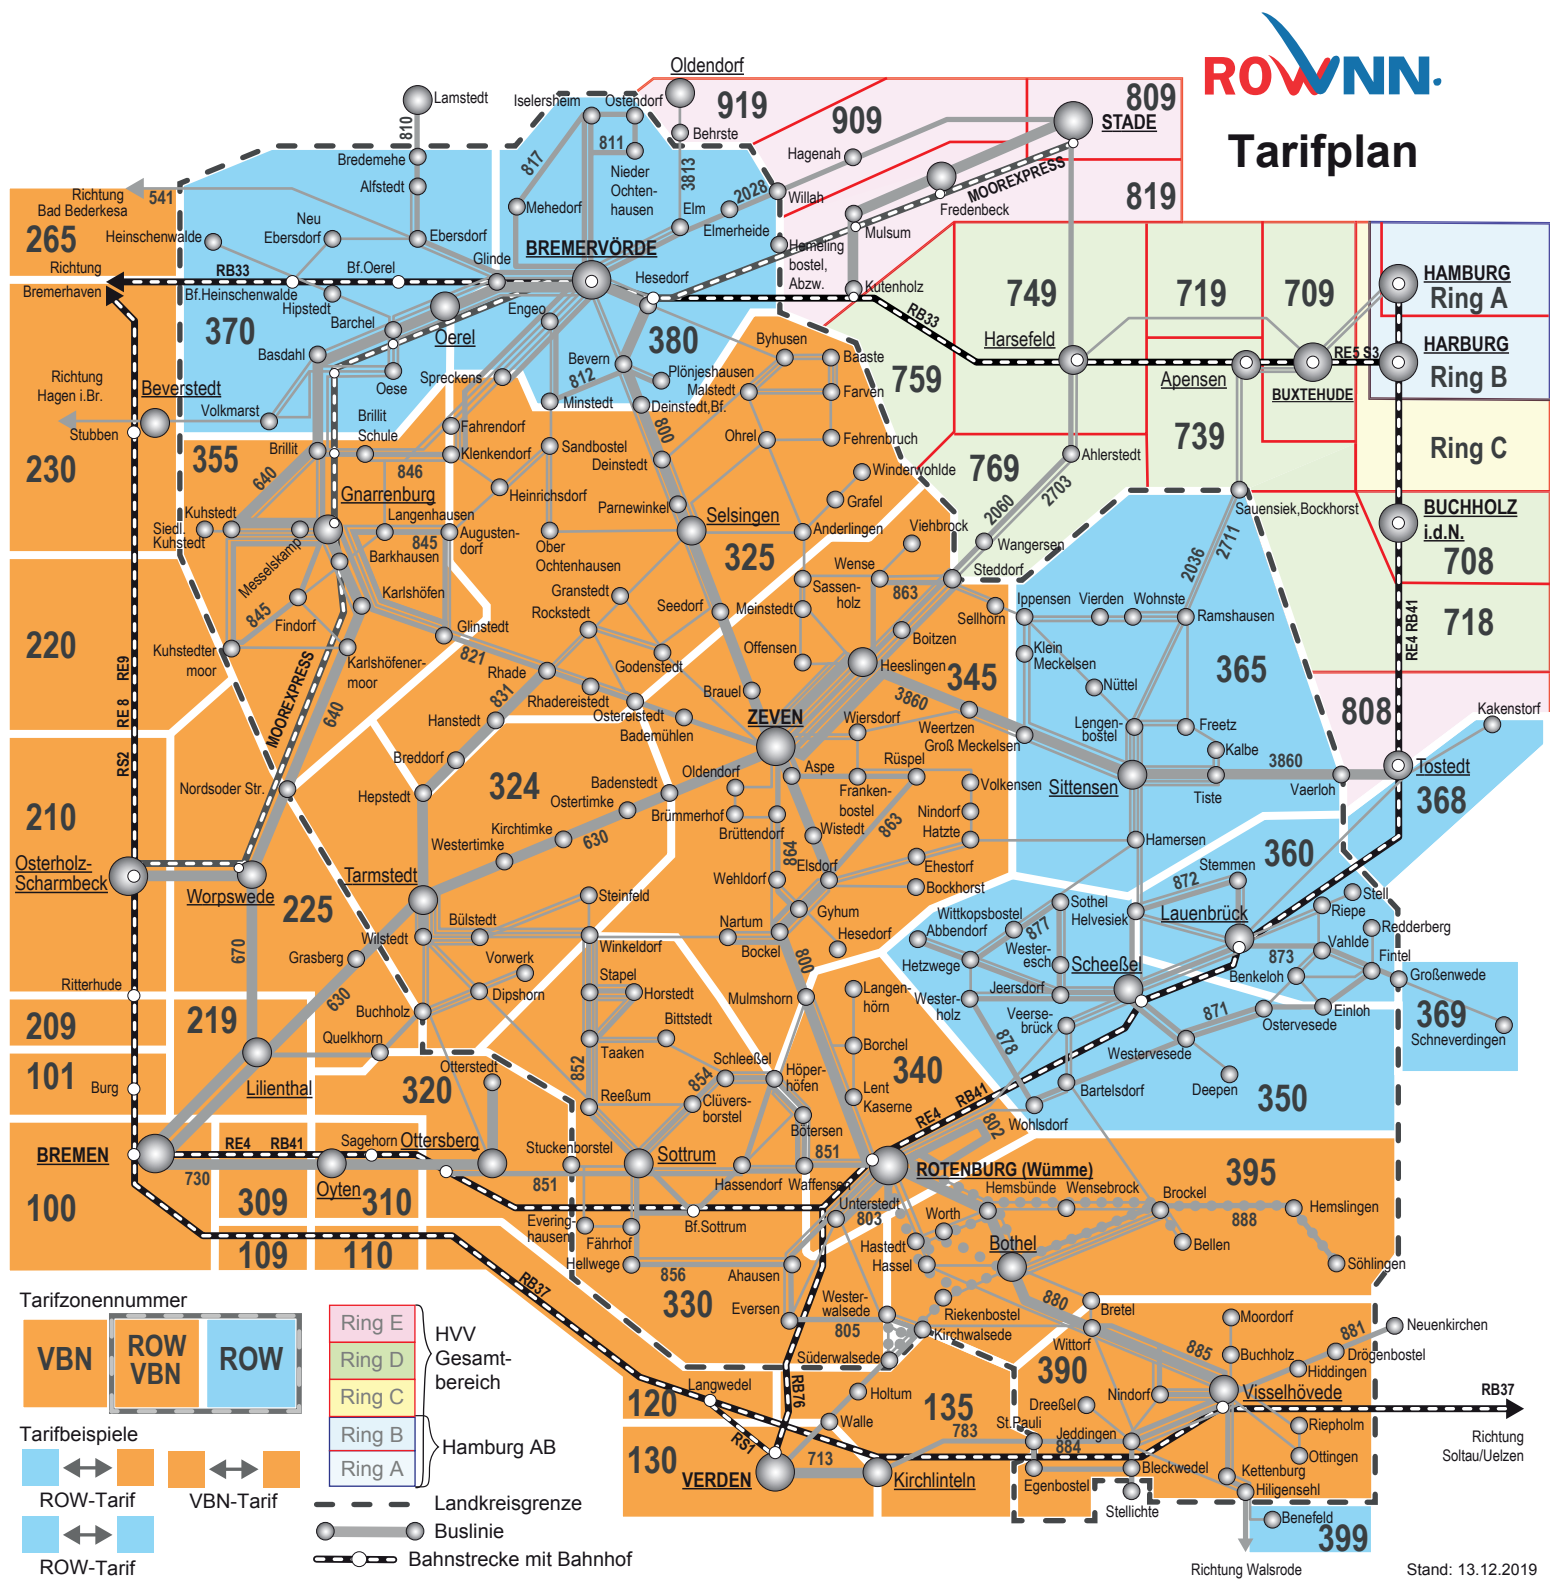 ROWNN.
Tarifplan
Oldendorf
Lamstedt
Iselersheim
Ostendorf
919
909
809
STADE
810
817
811
Behrste
Hagenah
Bredemehe
Alfstedt
Nieder
Ochten-
hausen
3813
2028
MOOREXPRESS
Richtung
Bad Bederkesa
541
265
Heinschenwalde
Neu
Ebersdorf
Ebersdorf
Mehedorf
Elm
Elmerheide
Willah
Fredenbeck
819
Mulsum
BREMERVÖRDE
Hemeling
bostel,
Abzw.
Glinde
Hesedorf
Kutenholz
Richtung
Bremerhaven
RB33
Bf.Oerel
Bf.Heinschenwalde
Hipstedt
370
Barchel
Oerel
Engeo
380
RB33
749
719
709
HAMBURG
Ring A
Harsefeld
RE5 S3
HARBURG
Ring B
Basdahl
Bevern
Byhusen
Baaste
759
Apensen
BUXTEHUDE
Richtung
Hagen i.Br.
Beverstedt
Oese
Spreckens
812
Plönjeshausen
Malstedt
Farven
Volkmarst
Minstedt
Deinstedt,Bf.
Stubben
230
355
Brillit
Brillit
Schule
Fahrendorf
Klenkendorf
846
Sandbostel
Deinstedt
800
Ohrel
Fehrenbruch
769
Ahlerstedt
739
Ring C
640
Gnarrenburg
Heinrichsdorf
Winderwohlde
Grafel
2060
2703
Parnewinkel
Selsingen
Anderlingen
Viehbrock
Sauensiek,Bockhorst
BUCHHOLZ
i.d.N.
708
Kuhstedt
Siedl.
Kuhstedt
Messelskamp
Langenhausen
845
Barkhausen
Augusten-
dorf
Ober
Ochtenhausen
325
Wangersen
Steddorf
2036
2711
220
Karlshöfen
Granstedt
Rockstedt
Seedorf
Meinstedt
Sassen-
holz
Wense
863
Sellhorn
Ippensen
Vierden
Wohnste
Ramshausen
718
RE4 RB41
845
Findorf
Glinstedt
821
Kuhstedter
moor
Karlshöfener-
moor
Rhade
Godenstedt
Offensen
Boitzen
Heeslingen
345
Klein
Meckelsen
365
Nüttel
RE9
RE 8
RS2
MOOREXPRESS
640
831
Rhadereistedt
Ostereistedt
Brauel
3860
808
Kakenstorf
Hanstedt
Bademühlen
ZEVEN
Wiersdorf
Weertzen
Groß Meckelsen
Lengen-
bostel
Freetz
Kalbe
Breddorf
324
Oldendorf
Badenstedt
Aspe
Rüspel
Volkensen
Sittensen
3860
Tiste
Vaerloh
Tostedt
368
210
Nordsoder Str.
Hepstedt
Ostertimke
Kirchtimke
630
Westertimke
Brümmerhof
Brüttendorf
Franken-
bostel
Wistedt
863
Nindorf
Hatzte
Hamersen
Osterholz-
Scharmbeck
Worpswede
225
Tarmstedt
864
Elsdorf
Ehestorf
Bockhorst
360
Stemmen
872
Stell
Riepe
Steinfeld
Wehldorf
Gyhum
Wittkopsbostel
Abbendorf
Sothel
Helvesiek
877
Lauenbrück
Redderberg
Wilstedt
Bülstedt
Winkeldorf
Nartum
Bockel
Hesedorf
Wester-
esch
Scheeßel
Vahlde
873
Fintel
670
Grasberg
630
Vorwerk
Stapel
Horstedt
800
Hetzwege
Benkeloh
Großenwede
Ritterhude
209
219
Buchholz
Dipshorn
Mulmshorn
Langen-
hörn
Wester-
holz
Jeersdorf
Veerse-
brück
871
Ostervesede
Einloh
369
Schneverdingen
Quelkhorn
Taaken
Bittstedt
878
Westervesede
101
Burg
Lilienthal
Otterstedt
320
852
Schleeßel
854
Höper-
höfen
Borchel
340
Deepen
Reeßum
Clüvers-
borstel
Lent
Kaserne
Bartelsdorf
350
RE4
RB41
802
Wohlsdorf
Bötersen
BREMEN
RE4
RB41
Sagehorn
Ottersberg
Stuckenborstel
Sottrum
851
ROTENBURG (Wümme)
100
730
309
Oyten
310
851
Hassendorf
Waffensen
Hemsbünde
Wensebrock
Brockel
395
Hemslingen
888
Unterstedt
803
Worth
Evering-
hausen
Fährhof
Bf.Sottrum
Hastedt
Bothel
Bellen
109
110
Hellwege
856
Ahausen
Hassel
Söhlingen
RB37
330
Eversen
Wester-
walsede
805
Riekenbostel
Kirchwalsede
880
Bretel
Wittorf
Moordorf
881
Neuenkirchen
Tarifzonennummer
VBN
ROW
VBN
ROW
Ring E
Ring D
Ring C
Ring B
Ring A
HVV
Gesamt-
bereich
Hamburg AB
Süderwalsede
390
885
Buchholz
Drögenbostel
Hiddingen
Langwedel
120
RB76
Holtum
135
Nindorf
Visselhövede
RB37
Dreeßel
Walle
St.Pauli
Jeddingen
Riepholm
Richtung
Soltau/Uelzen
Tarifbeispiele
RS1
783
884
Ottingen
130
VERDEN
713
Kirchlinteln
Bleckwedel
Kettenburg
Hiligensehl
Egenbostel
Stellichte
Benefeld
399
ROW-Tarif
VBN-Tarif
ROW-Tarif
Landkreisgrenze
Buslinie
Bahnstrecke mit Bahnhof
Richtung Walsrode
Stand: 13.12.2019